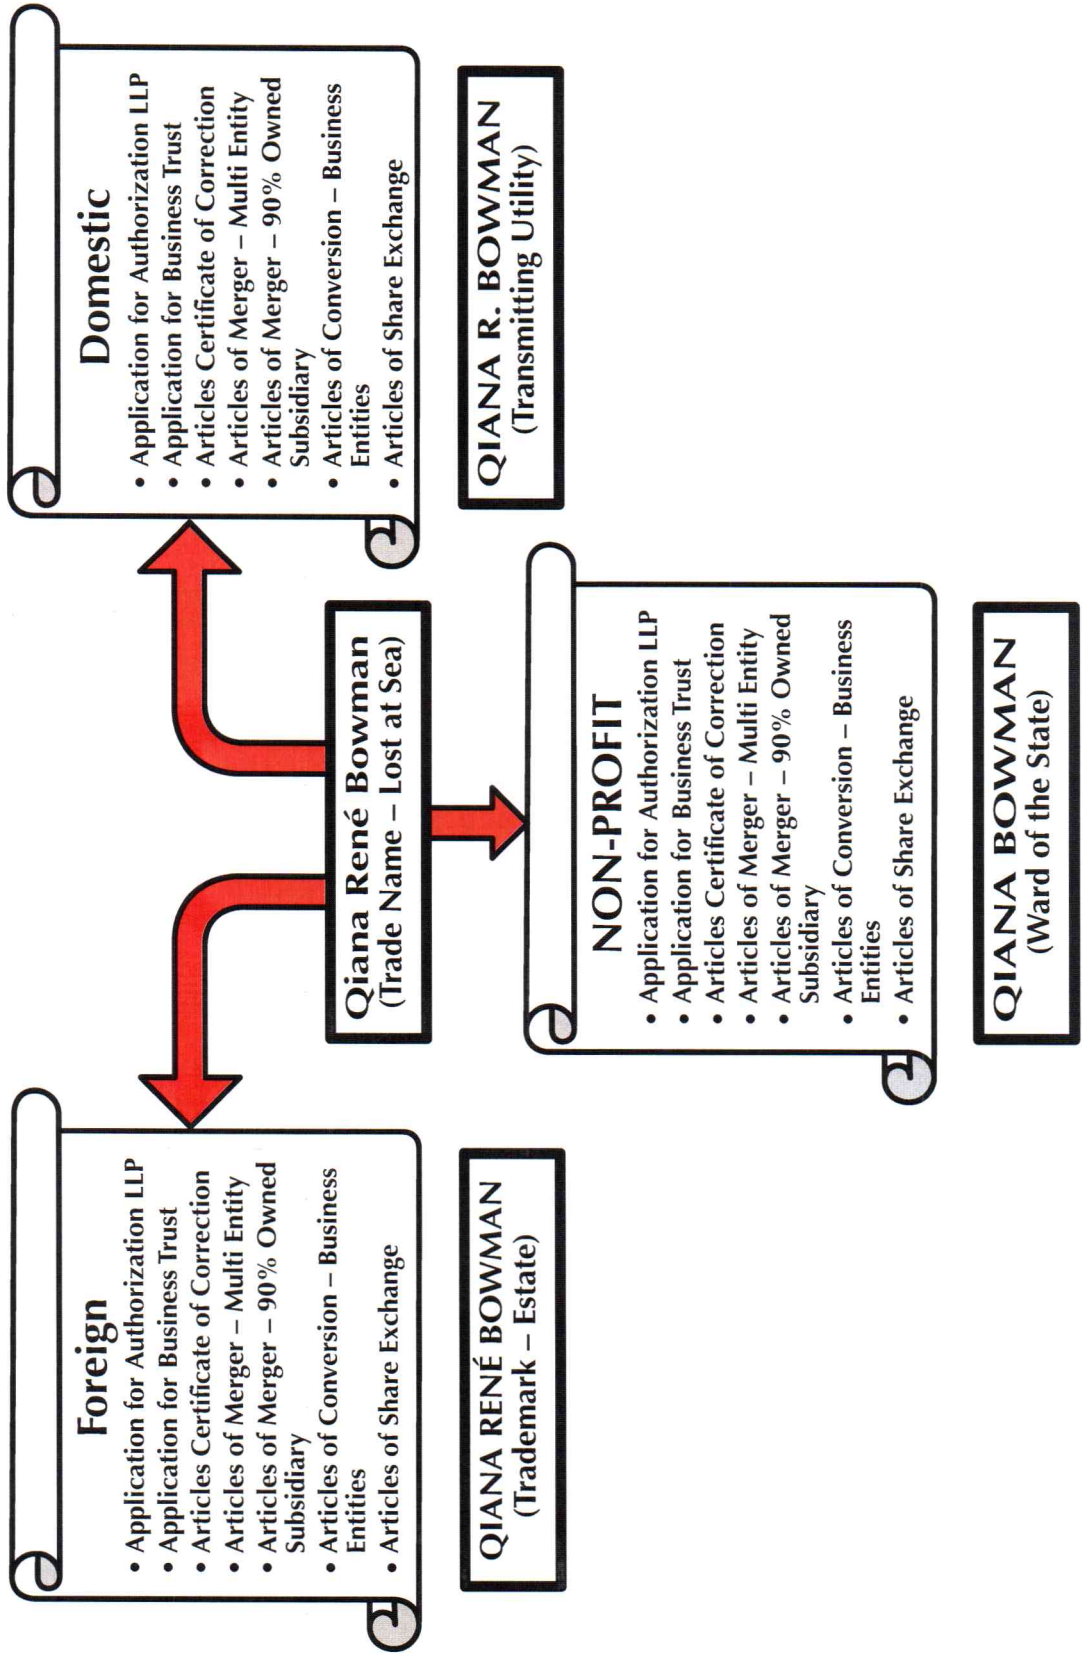 Foreign
• Application for Authorization LLP
• Application for Business Trust
• Articles Certificate of Correction
• Articles of Merger – Multi Entity
• Articles of Merger – 90% Owned
Subsidiary
• Articles of Conversion – Business
Entities
• Articles of Share Exchange
QIANA RENÉ BOWMAN
(Trademark – Estate)
Qiana René Bowman
(Trade Name – Lost at Sea)
Domestic
• Application for Authorization LLP
• Application for Business Trust
• Articles Certificate of Correction
• Articles of Merger – Multi Entity
• Articles of Merger – 90% Owned
Subsidiary
• Articles of Conversion – Business
Entities
• Articles of Share Exchange
QIANA R. BOWMAN
(Transmitting Utility)
NON-PROFIT
• Application for Authorization LLP
• Application for Business Trust
• Articles Certificate of Correction
• Articles of Merger – Multi Entity
• Articles of Merger – 90% Owned
Subsidiary
• Articles of Conversion – Business
Entities
• Articles of Share Exchange
QIANA BOWMAN
(Ward of the State)